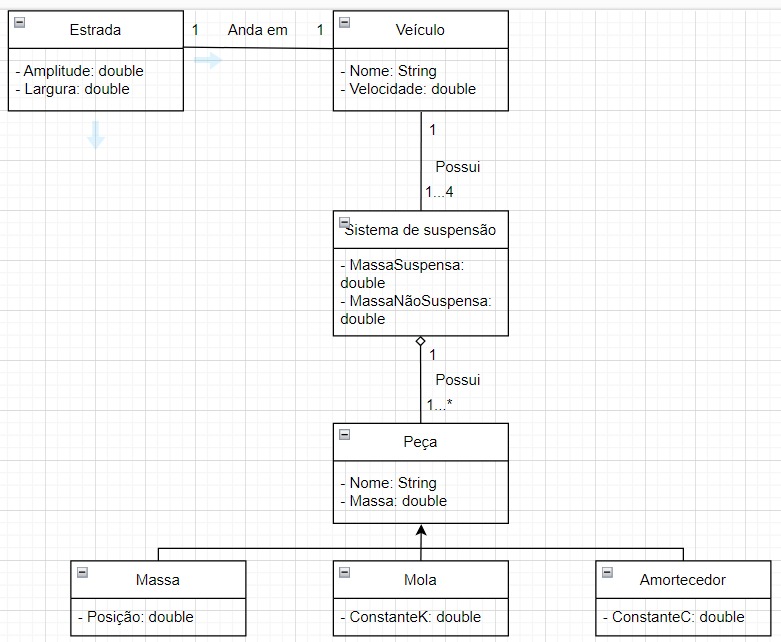 Estrada
1 Anda em 1
Veículo
- Amplitude: double
- Largura: double
- Nome: String
- Velocidade: double
1
Possui
1...4
Sistema de suspensão
- MassaSuspensa:
double
- MassaNãoSuspensa:
double
1
Possui
1...*
Peça
- Nome: String
- Massa: double
Massa
- Posição: double
Mola
- ConstanteK: double
Amortecedor
- ConstanteC: double